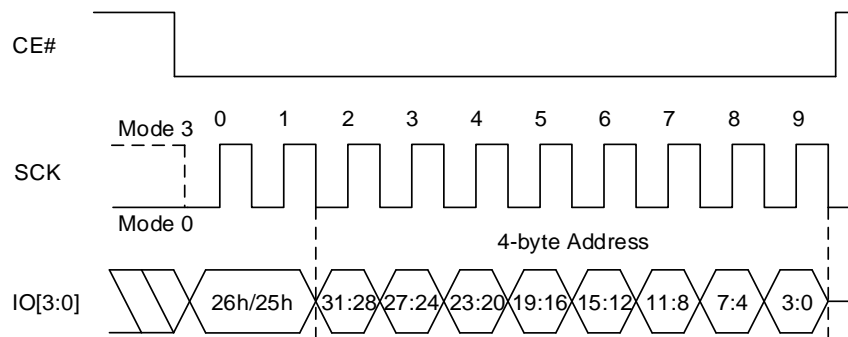 CE#
Mode 3 0 1 2 3 4 5 6 7 8 9
SCK
Mode 0
4-byte Address
IO[3:0] 26h/25h 31:28 27:24 23:20 19:16 15:12 11:8 7:4 3:0